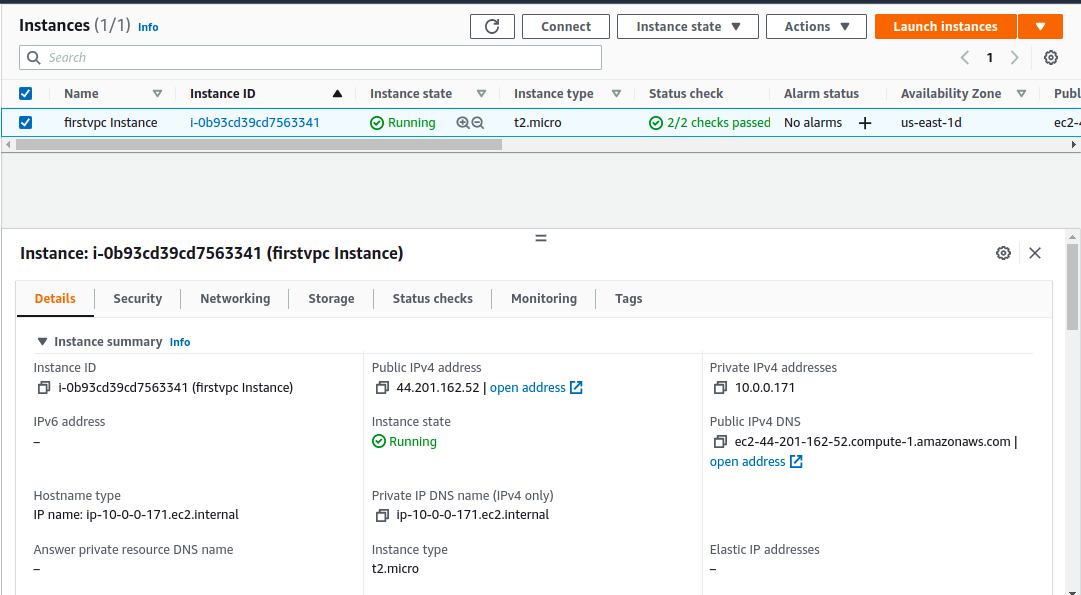 Instances (1/1) Info
Connect Instance state Actions Launch instances
Search
1
Name Instance ID Instance state Instance type Status check Alarm status Availability Zone Publ
firstvpc Instance i-0b93cd39cd7563341 Running t2.micro 2/2 checks passed No alarms + us-east-1d ec2-4
Instance: i-0b93cd39cd7563341 (firstvpc Instance)
Details Security Networking Storage Status checks Monitoring Tags
Instance summary Info
Instance ID Public IPv4 address Private IPv4 addresses
i-0b93cd39cd7563341 (firstvpc Instance) 44.201.162.52 | open address 10.0.0.171
IPv6 address Instance state Public IPv4 DNS
– Running ec2-44-201-162-52.compute-1.amazonaws.com |
open address
Hostname type Private IP DNS name (IPv4 only)
IP name: ip-10-0-0-171.ec2.internal ip-10-0-0-171.ec2.internal
Answer private resource DNS name Instance type Elastic IP addresses
– t2.micro –